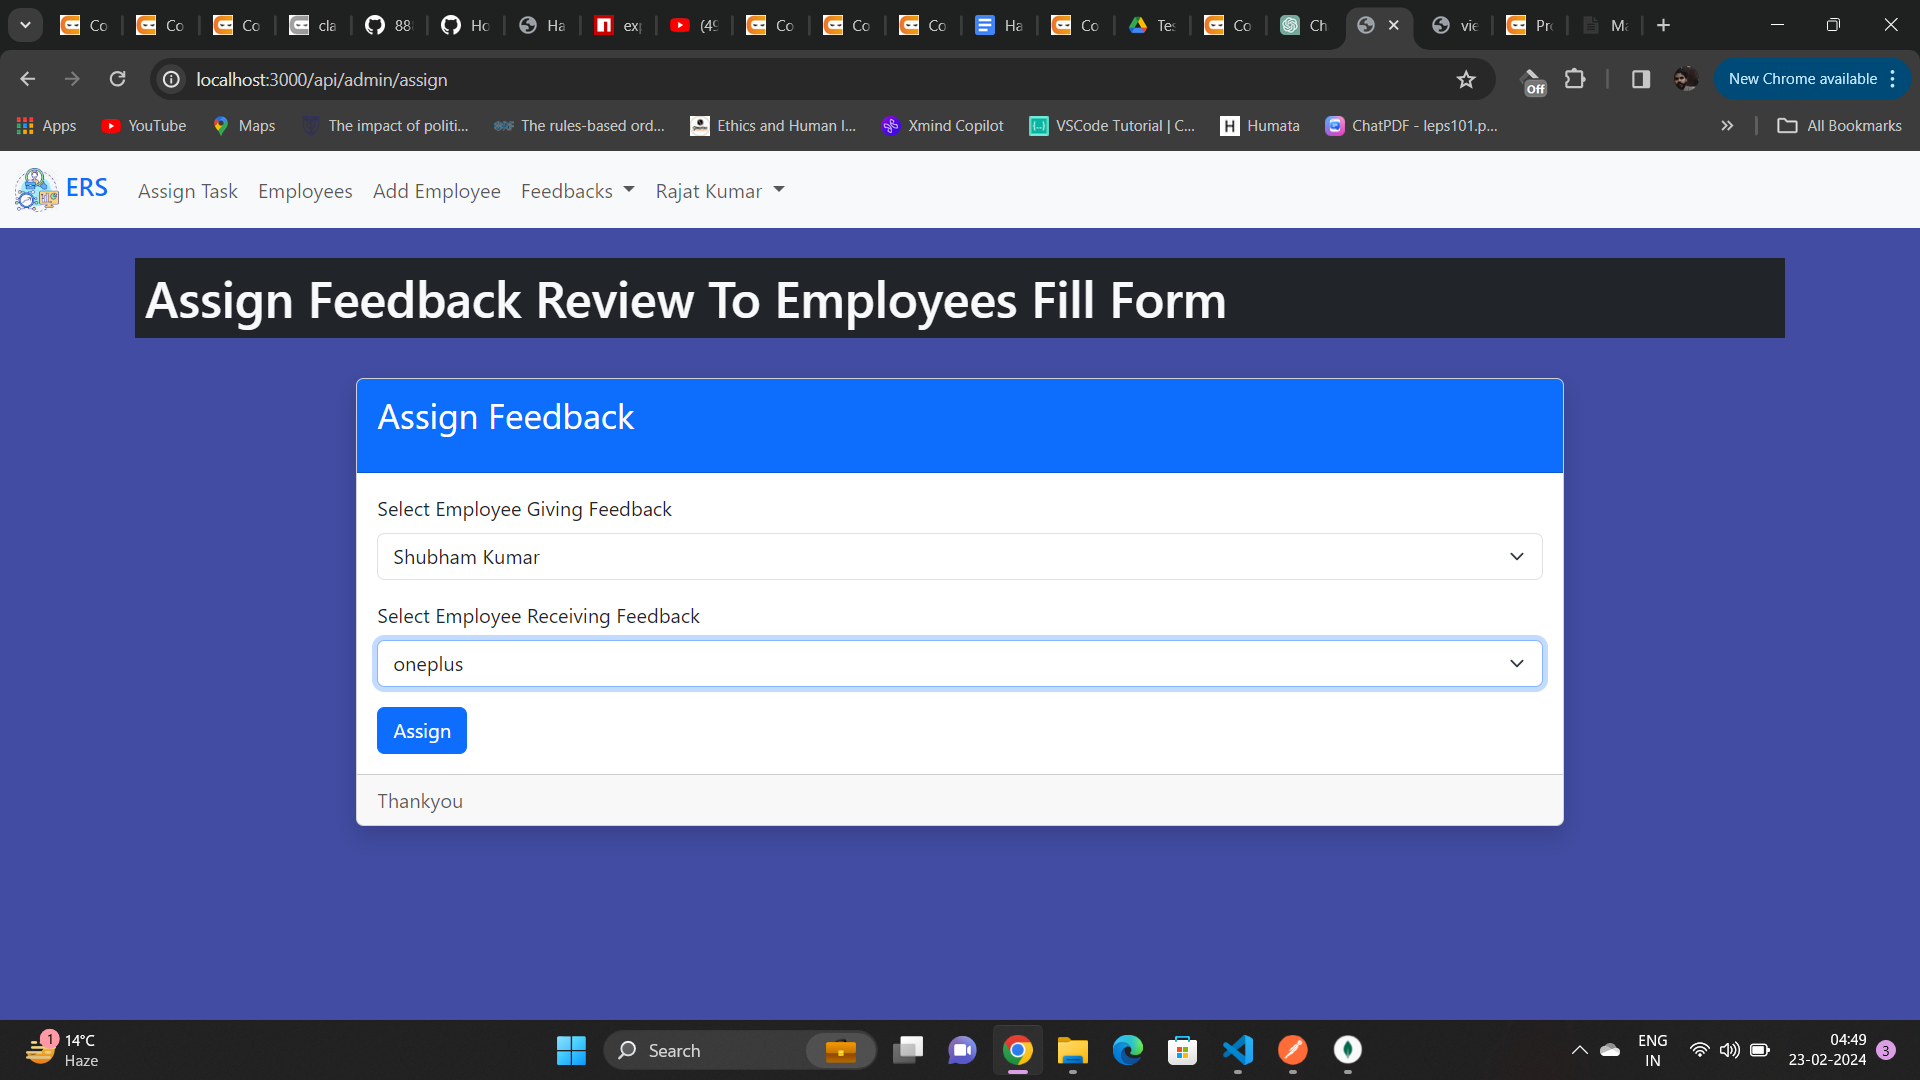 Co Co Co cla 88 Ho Ha exp (49 Co Co Co Ha Co Tes Co Ch vie Pro Ma
localhost:3000/api/admin/assign
Off
New Chrome available
Apps YouTube Maps The impact of politi... The rules-based ord... Ethics and Human I... Xmind Copilot VSCode Tutorial | C... Humata ChatPDF - leps101.p... » All Bookmarks
ERS Assign Task Employees Add Employee Feedbacks Rajat Kumar
Assign Feedback Review To Employees Fill Form
Assign Feedback
Select Employee Giving Feedback
Shubham Kumar
Select Employee Receiving Feedback
oneplus
Assign
Thankyou
1
14°C
Haze
Search
ENG
IN
04:49
23-02-2024
3